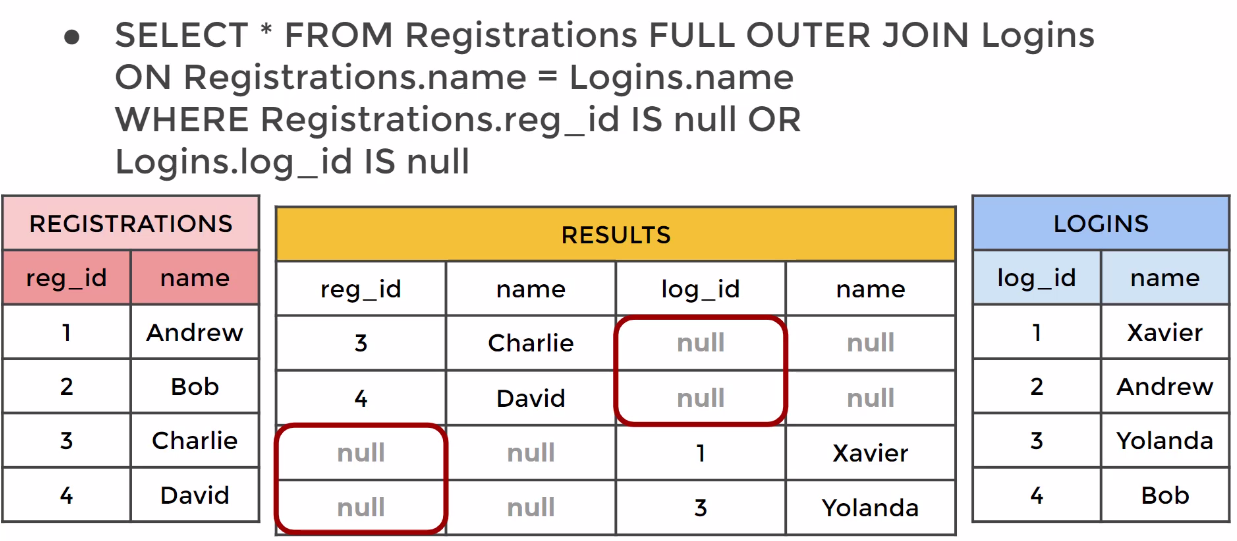 ● SELECT * FROM Registrations FULL OUTER JOIN Logins
ON Registrations.name = Logins.name
WHERE Registrations.reg_id IS null OR
Logins.log_id IS null
REGISTRATIONS
reg_id name
1 Andrew
2 Bob
3 Charlie
4 David
RESULTS
reg_id name log_id name
3 Charlie null null
4 David null null
null null 1 Xavier
null null 3 Yolanda
LOGINS
log_id name
1 Xavier
2 Andrew
3 Yolanda
4 Bob